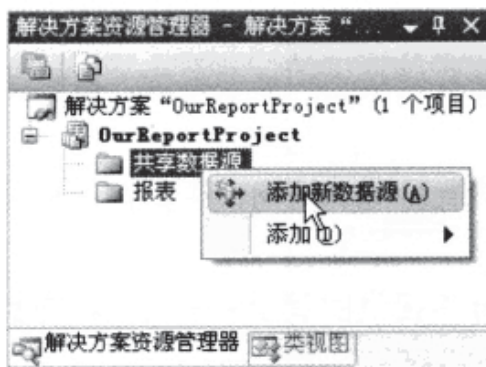 解决方案资源管理器 - 解决方案 “...
解决方案 “OurReportProject” (1 个项目)
OurReportProject
共享数据源
报表
添加新数据源(A)
添加(D)
解决方案资源管理器 类视图